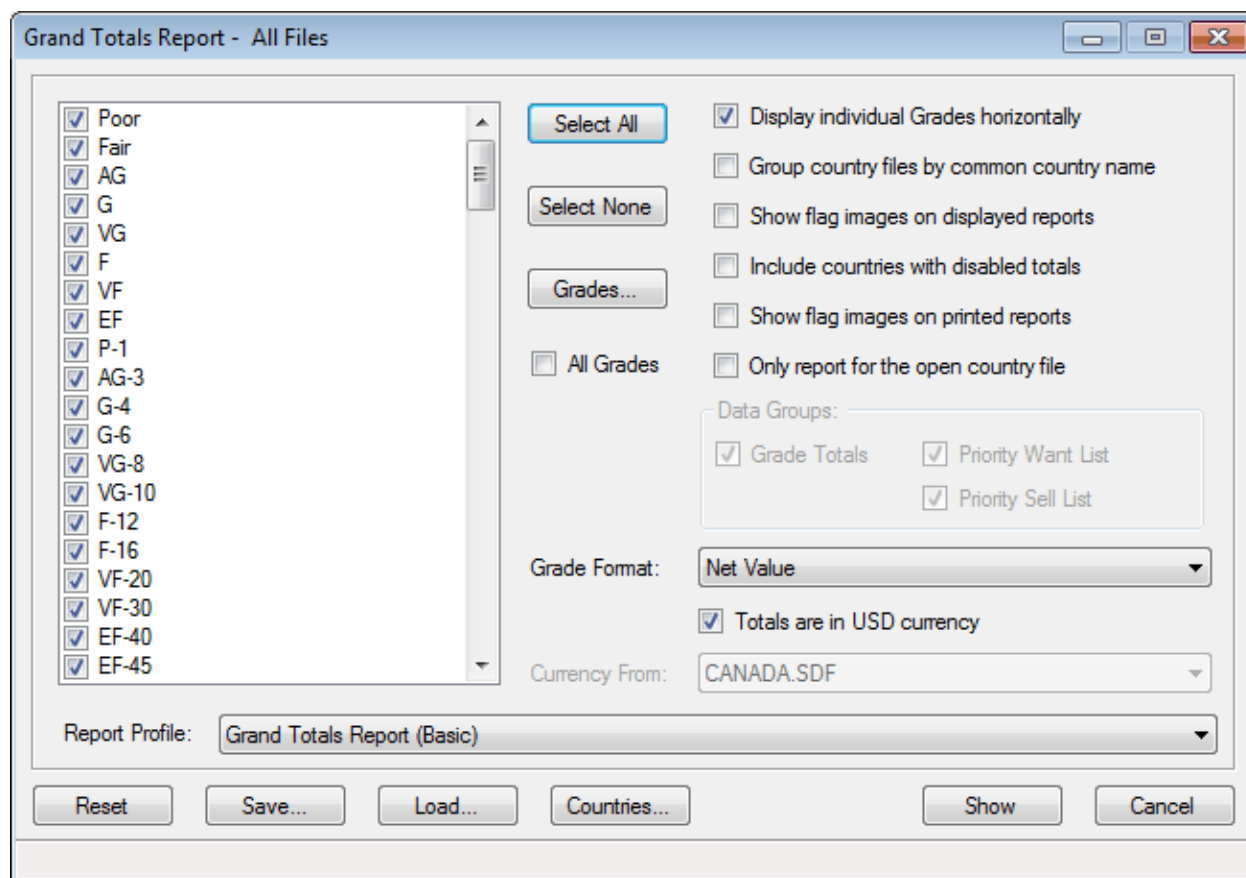 Grand Totals Report - All Files
Poor
Fair
AG
G
VG
F
VF
EF
P-1
AG-3
G-4
G-6
VG-8
VG-10
F-12
F-16
VF-20
VF-30
EF-40
EF-45
Select All
Select None
Grades...
All Grades
Display individual Grades horizontally
Group country files by common country name
Show flag images on displayed reports
Include countries with disabled totals
Show flag images on printed reports
Only report for the open country file
Data Groups:
Grade Totals Priority Want List
Priority Sell List
Grade Format: Net Value
Totals are in USD currency
Currency From: CANADA.SDF
Report Profile: Grand Totals Report (Basic)
Reset Save... Load... Countries... Show Cancel